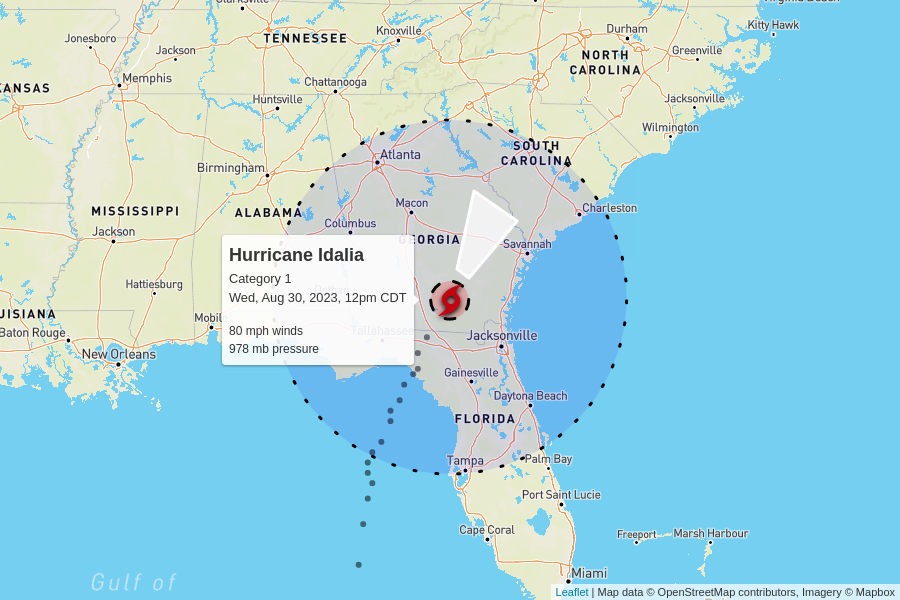 Clarksville
Virginia Beach
Kitty Hawk
Jonesboro
TENNESSEE
Knoxville
Durham
Jackson
NORTH
CAROLINA
Greenville
Memphis
Chattanooga
KANSAS
Huntsville
Jacksonville
Wilmington
SOUTH
CAROLINA
Atlanta
Birmingham
Macon
Charleston
MISSISSIPPI
ALABAMA
Columbus
Jackson
GEORGIA
Savannah
Hurricane Idalia
Category 1
Wed, Aug 30, 2023, 12pm CDT
80 mph winds
978 mb pressure
Hattiesburg
UISIANA
Mobil
Tallahassee
Baton Rouge
Jacksonville
New Orleans
Gainesville
Daytona Beach
FLORIDA
Tampa
Palm Bay
Port Saint Lucie
Cape Coral
Freeport
Marsh Harbour
Gulf of
Miami
Leaflet | Map data © OpenStreetMap contributors, Imagery © Mapbox